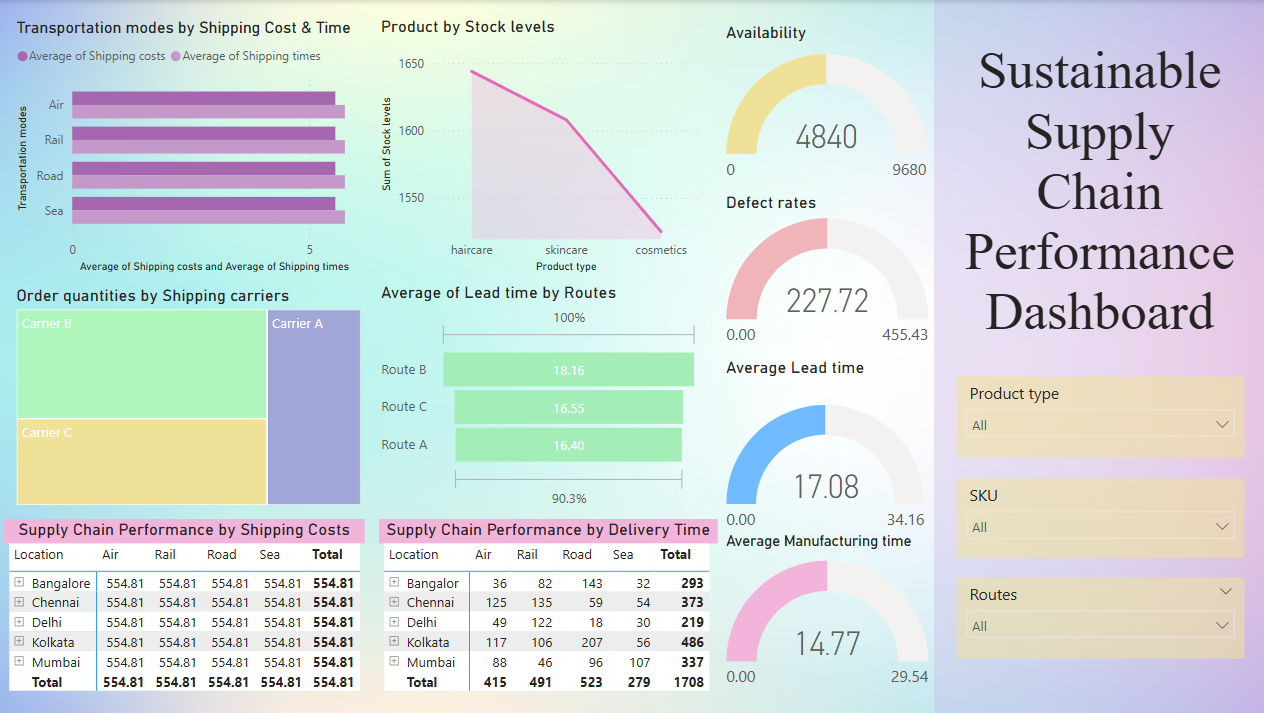 Transportation modes by Shipping Cost & Time
Average of Shipping costs Average of Shipping times
Transportation modes
Air
Rail
Road
Sea
0 5
Average of Shipping costs and Average of Shipping times
Product by Stock levels
Sum of Stock levels
1650
1600
1550
haircare skincare cosmetics
Product type
Availability
4840
0 9680
Defect rates
227.72
0.00 455.43
Average Lead time
17.08
0.00 34.16
Average Manufacturing time
14.77
0.00 29.54
Order quantities by Shipping carriers
Carrier B
Carrier A
Carrier C
Average of Lead time by Routes
100%
Route B 18.16
Route C 16.55
Route A 16.40
90.3%
Supply Chain Performance by Shipping Costs
Location Air Rail Road Sea Total
Bangalore 554.81 554.81 554.81 554.81 554.81
Chennai 554.81 554.81 554.81 554.81 554.81
Delhi 554.81 554.81 554.81 554.81 554.81
Kolkata 554.81 554.81 554.81 554.81 554.81
Mumbai 554.81 554.81 554.81 554.81 554.81
Total 554.81 554.81 554.81 554.81 554.81
Supply Chain Performance by Delivery Time
Location Air Rail Road Sea Total
Bangalor 36 82 143 32 293
Chennai 125 135 59 54 373
Delhi 49 122 18 30 219
Kolkata 117 106 207 56 486
Mumbai 88 46 96 107 337
Total 415 491 523 279 1708
Sustainable
Supply
Chain
Performance
Dashboard
Product type
All
SKU
All
Routes
All